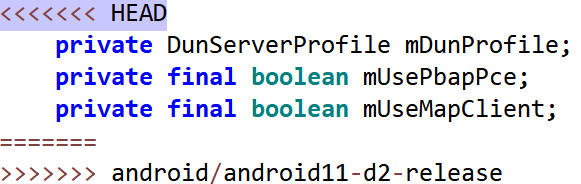 <<<<<<< HEAD
    private DunServerProfile mDunProfile;
    private final boolean mUsePbapPce;
    private final boolean mUseMapClient;
=======
>>>>>>> android/android11-d2-release